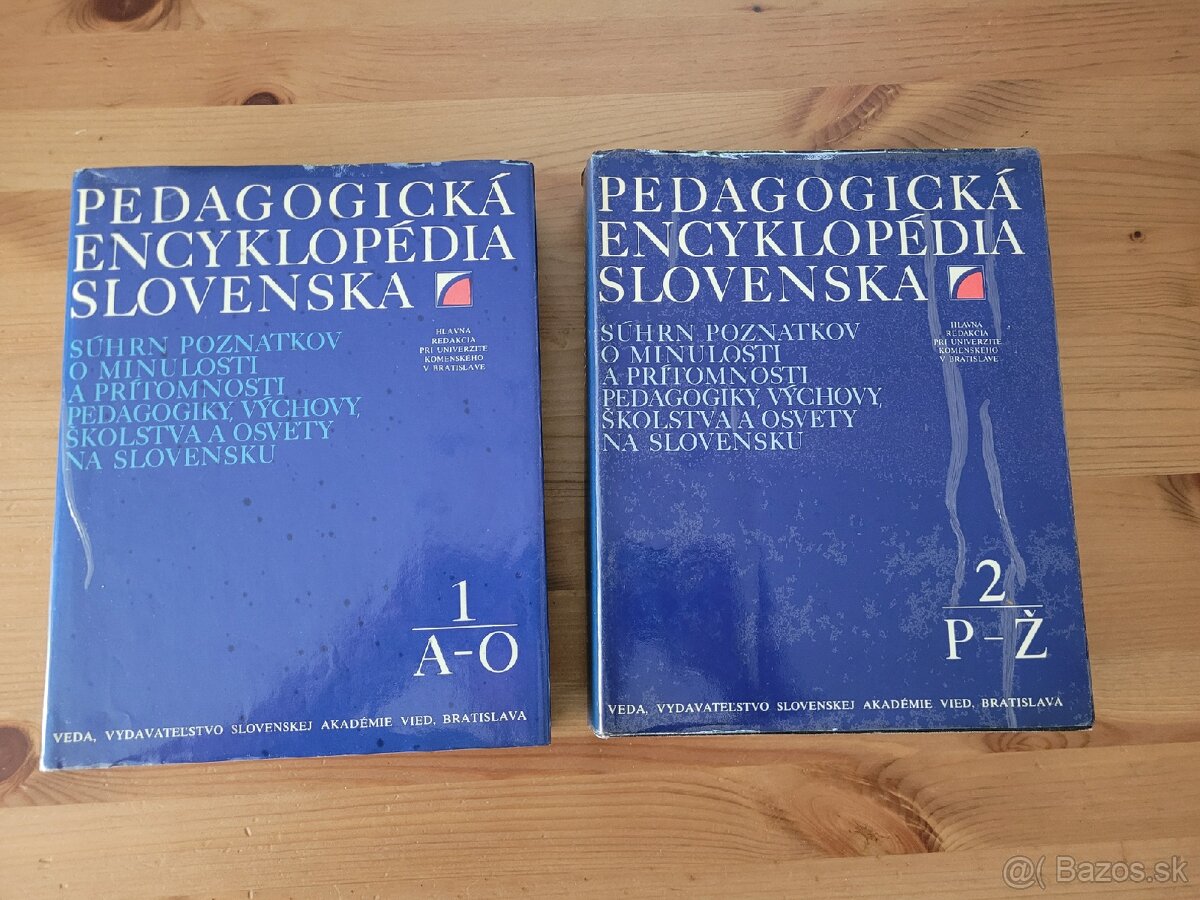 PEDAGOGICKÁ
ENCYKLOPÉDIA
SLOVENSKA
HLAVNÁ
REDAKCIA
PRI UNIVERZITE
KOMENSKÉHO
V BRATISLAVE
SÚHRN POZNATKOV
O MINULOSTI
A PRÍTOMNOSTI
PEDAGOGIKY, VÝCHOVY,
ŠKOLSTVA A OSVETY
NA SLOVENSKU
1
A-O
VEDA, VYDAVATEĽSTVO SLOVENSKEJ AKADÉMIE VIED, BRATISLAVA
PEDAGOGICKÁ
ENCYKLOPÉDIA
SLOVENSKA
HLAVNÁ
REDAKCIA
PRI UNIVERZITE
KOMENSKÉHO
V BRATISLAVE
SÚHRN POZNATKOV
O MINULOSTI
A PRÍTOMNOSTI
PEDAGOGIKY, VÝCHOVY,
ŠKOLSTVA A OSVETY
NA SLOVENSKU
2
P-Ž
VEDA, VYDAVATEĽSTVO SLOVENSKEJ AKADÉMIE VIED, BRATISLAVA
Bazos.sk